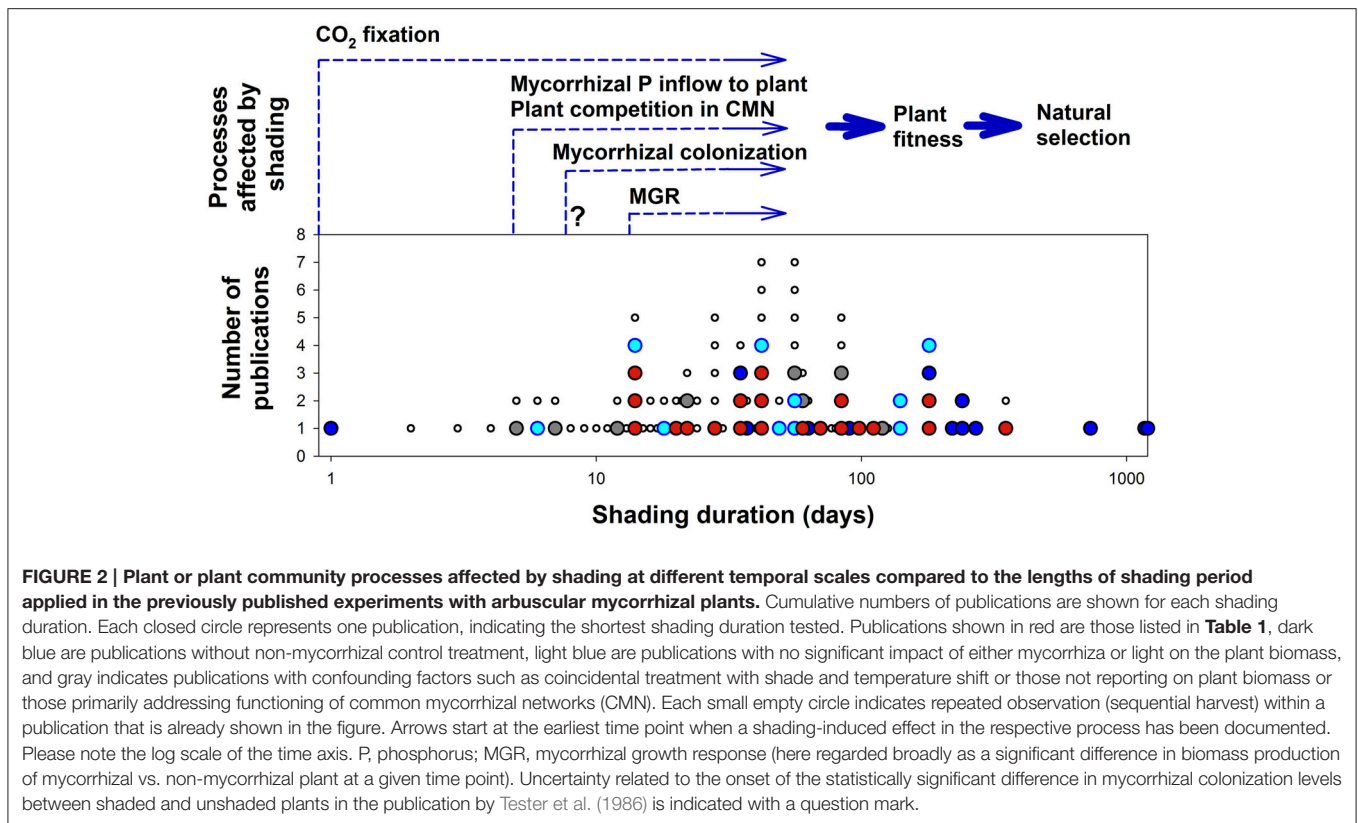 CO2 fixation
Processes
affected by
shading
Mycorrhizal P inflow to plant
Plant competition in CMN
Plant
fitness
Natural
selection
Mycorrhizal colonization
?
MGR
Number of
publications
8
7
6
5
4
3
2
1
0
1
10
100
1000
Shading duration (days)
FIGURE 2 | Plant or plant community processes affected by shading at different temporal scales compared to the lengths of shading period
applied in the previously published experiments with arbuscular mycorrhizal plants. Cumulative numbers of publications are shown for each shading
duration. Each closed circle represents one publication, indicating the shortest shading duration tested. Publications shown in red are those listed in Table 1, dark
blue are publications without non-mycorrhizal control treatment, light blue are publications with no significant impact of either mycorrhiza or light on the plant biomass,
and gray indicates publications with confounding factors such as coincidental treatment with shade and temperature shift or those not reporting on plant biomass or
those primarily addressing functioning of common mycorrhizal networks (CMN). Each small empty circle indicates repeated observation (sequential harvest) within a
publication that is already shown in the figure. Arrows start at the earliest time point when a shading-induced effect in the respective process has been documented.
Please note the log scale of the time axis. P, phosphorus; MGR, mycorrhizal growth response (here regarded broadly as a significant difference in biomass production
of mycorrhizal vs. non-mycorrhizal plant at a given time point). Uncertainty related to the onset of the statistically significant difference in mycorrhizal colonization levels
between shaded and unshaded plants in the publication by Tester et al. (1986) is indicated with a question mark.